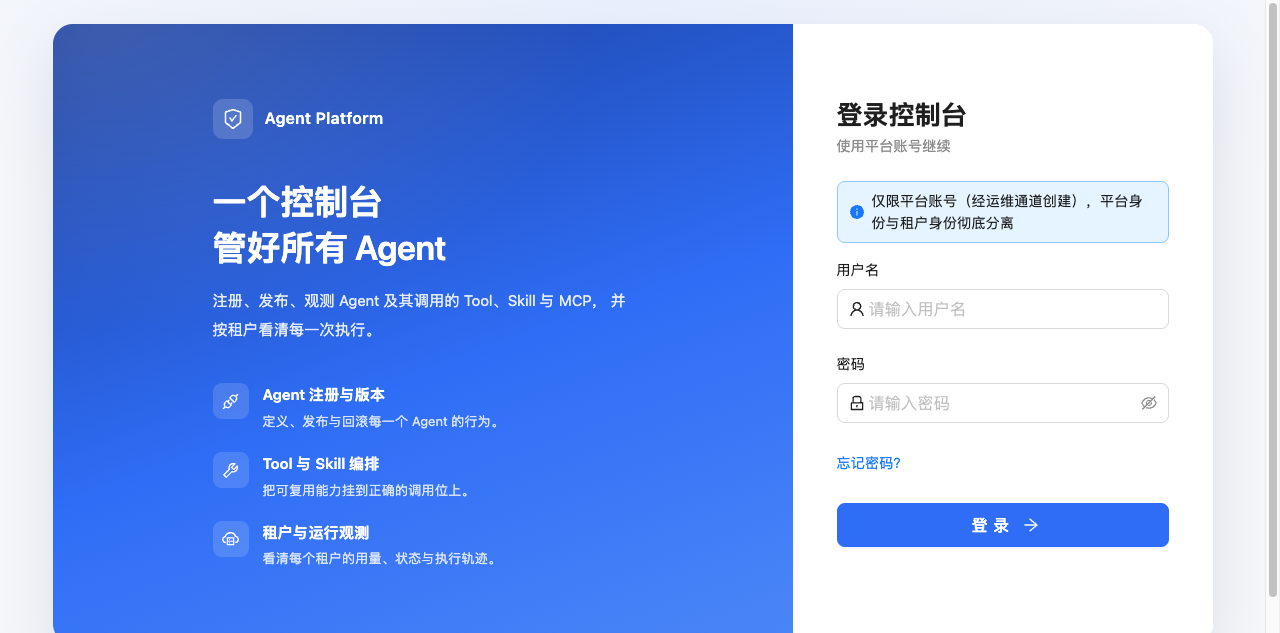 Agent Platform
一个控制台
管好所有 Agent
注册、发布、观测 Agent 及其调用的 Tool、Skill 与 MCP， 并
按租户看清每一次执行。
Agent 注册与版本
定义、发布与回滚每一个 Agent 的行为。
Tool 与 Skill 编排
把可复用能力挂到正确的调用位上。
租户与运行观测
看清每个租户的用量、状态与执行轨迹。
登录控制台
使用平台账号继续
仅限平台账号（经运维通道创建），平台身
份与租户身份彻底分离
用户名
请输入用户名
密码
请输入密码
忘记密码?
登 录